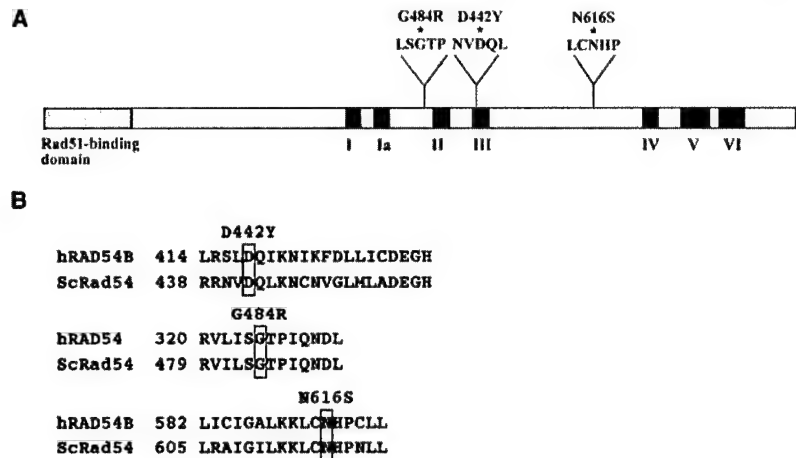 A
G484R D442Y N616S
* * *
LSGTP NVDQL LCNHP
Rad51-binding domain
I Ia II III IV V VI
B
D442Y
hRAD54B 414 LRSLDQIKNIKFDLLICDEGH
ScRad54 438 RRNVDQLKNCNVGLMLADEGH
G484R
hRAD54 320 RVLISGTPIQNDL
ScRad54 479 RVILSGTPIQNDL
N616S
hRAD54B 582 LICIGALKKLCNHPCLL
ScRad54 605 LRAIGILKKLCNHPNLL